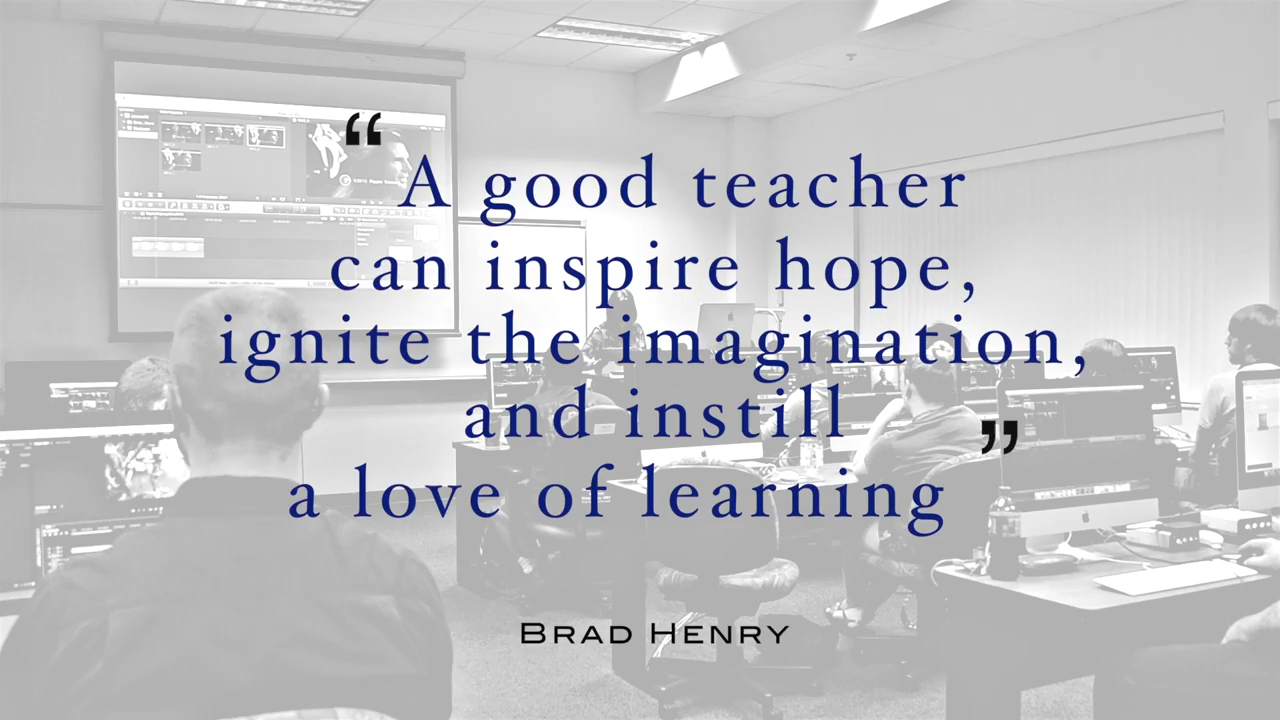 “A good teacher
can inspire hope,
ignite the imagination,
and instill
a love of learning”
BRAD HENRY